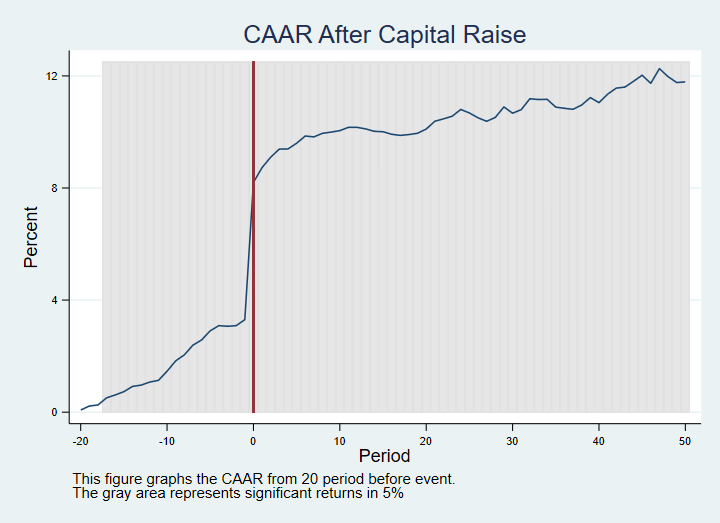 CAAR After Capital Raise
12
8
4
0
Percent
-20 -10 0 10 20 30 40 50
Period
This figure graphs the CAAR from 20 period before event.
The gray area represents significant returns in 5%